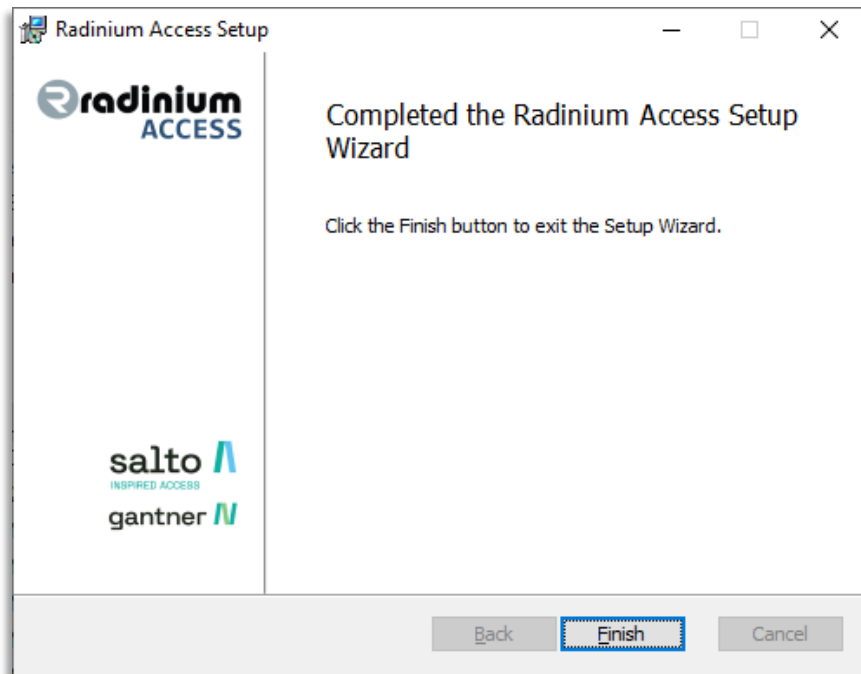 Radinium Access Setup
radinium
ACCESS
Completed the Radinium Access Setup
Wizard
Click the Finish button to exit the Setup Wizard.
salto
INSPIRED ACCESS
gantner
Back
Finish
Cancel